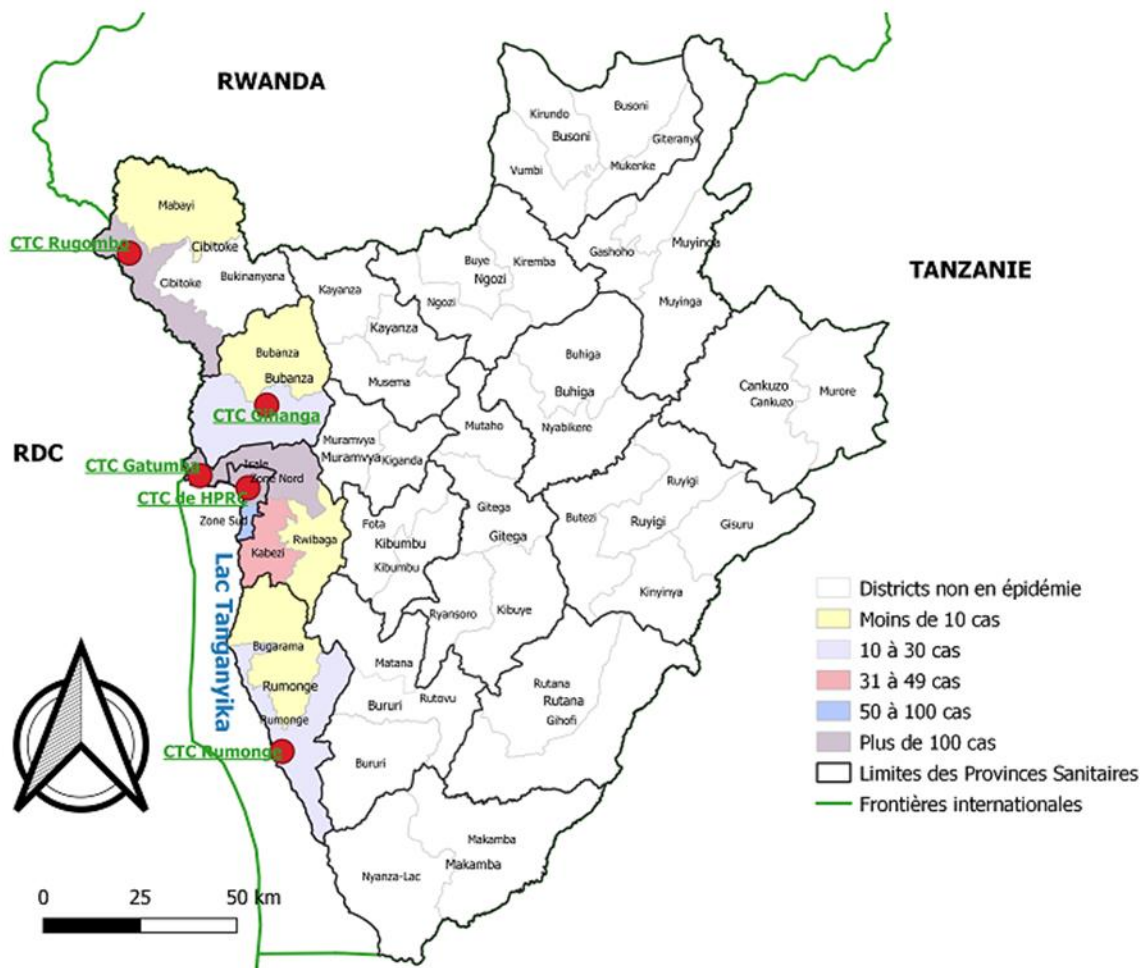 RWANDA
Kirundo
Busoni
Busoni
Giteranyi
Vumbi
Mukenke
Mabayi
CTC Rugombo
Cibitoke
Cibitoke
Bukinanyana
Gashoho
Muyinga
Muyinga
Buye
Ngozi
Kiremba
Ngozi
TANZANIE
Kayanza
Kayanza
Musema
Bubanza
Bubanza
CTC Gihanga
Buhiga
Buhiga
Nyabikere
Cankuzo
Cankuzo
Murore
RDC
CTC Gatumba
Isale
Zone Nord
CTC de HPRC
Zone Sud
Muramvya
Muramvya
Kiganda
Mutaho
Ruyigi
Butezi
Ruyigi
Gisuru
Kinyinya
Gitega
Gitega
Fota
Kibumbu
Kibumbu
Kabezi
Rwibaga
Ryansoro
Kibuye
Lac Tanganyika
Bugarama
Rumonge
Rumonge
CTC Rumonge
Matana
Bururi
Rutovu
Bururi
Rutana
Rutana
Gihofi
Makamba
Makamba
Nyanza-Lac
Districts non en épidémie
Moins de 10 cas
10 à 30 cas
31 à 49 cas
50 à 100 cas
Plus de 100 cas
Limites des Provinces Sanitaires
Frontières internationales
0 25 50 km